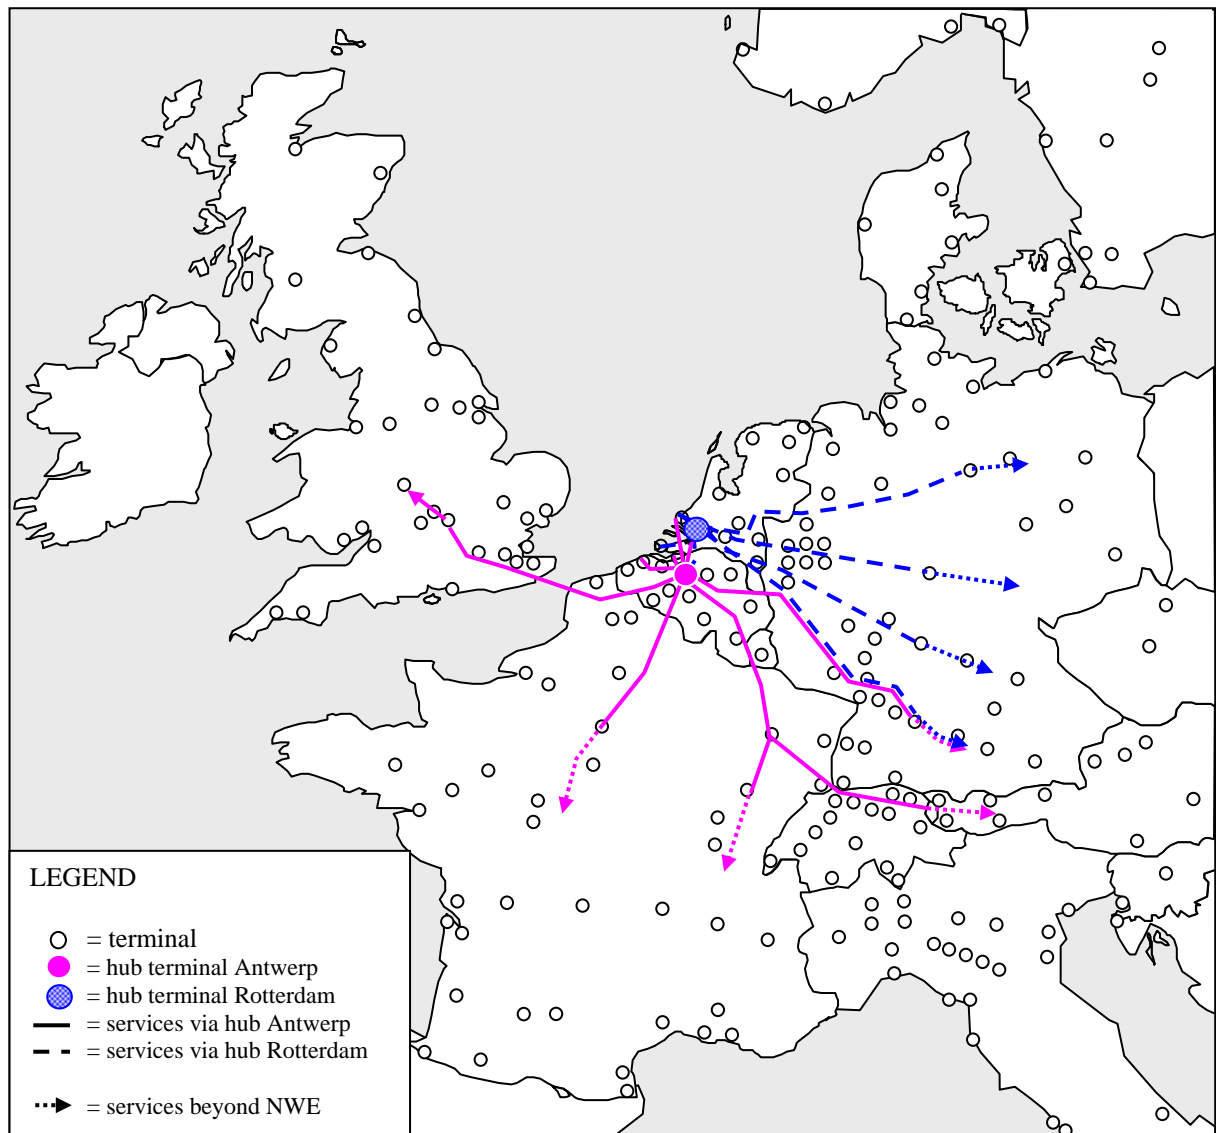 LEGEND
= terminal
= hub terminal Antwerp
= hub terminal Rotterdam
= services via hub Antwerp
= services via hub Rotterdam
= services beyond NWE